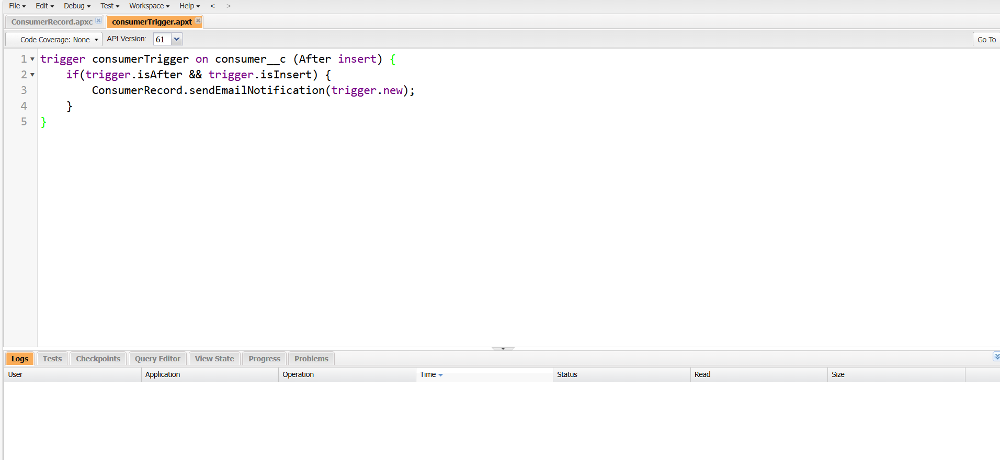 File Edit Debug Test Workspace Help < >
ConsumerRecord.apxc consumerTrigger.apxt
Code Coverage: None API Version: 61 Go To
1 trigger consumerTrigger on consumer__c (After insert) {
2 if(trigger.isAfter && trigger.isInsert) {
3 ConsumerRecord.sendEmailNotification(trigger.new);
4 }
5 }
Logs Tests Checkpoints Query Editor View State Progress Problems
User Application Operation Time Status Read Size